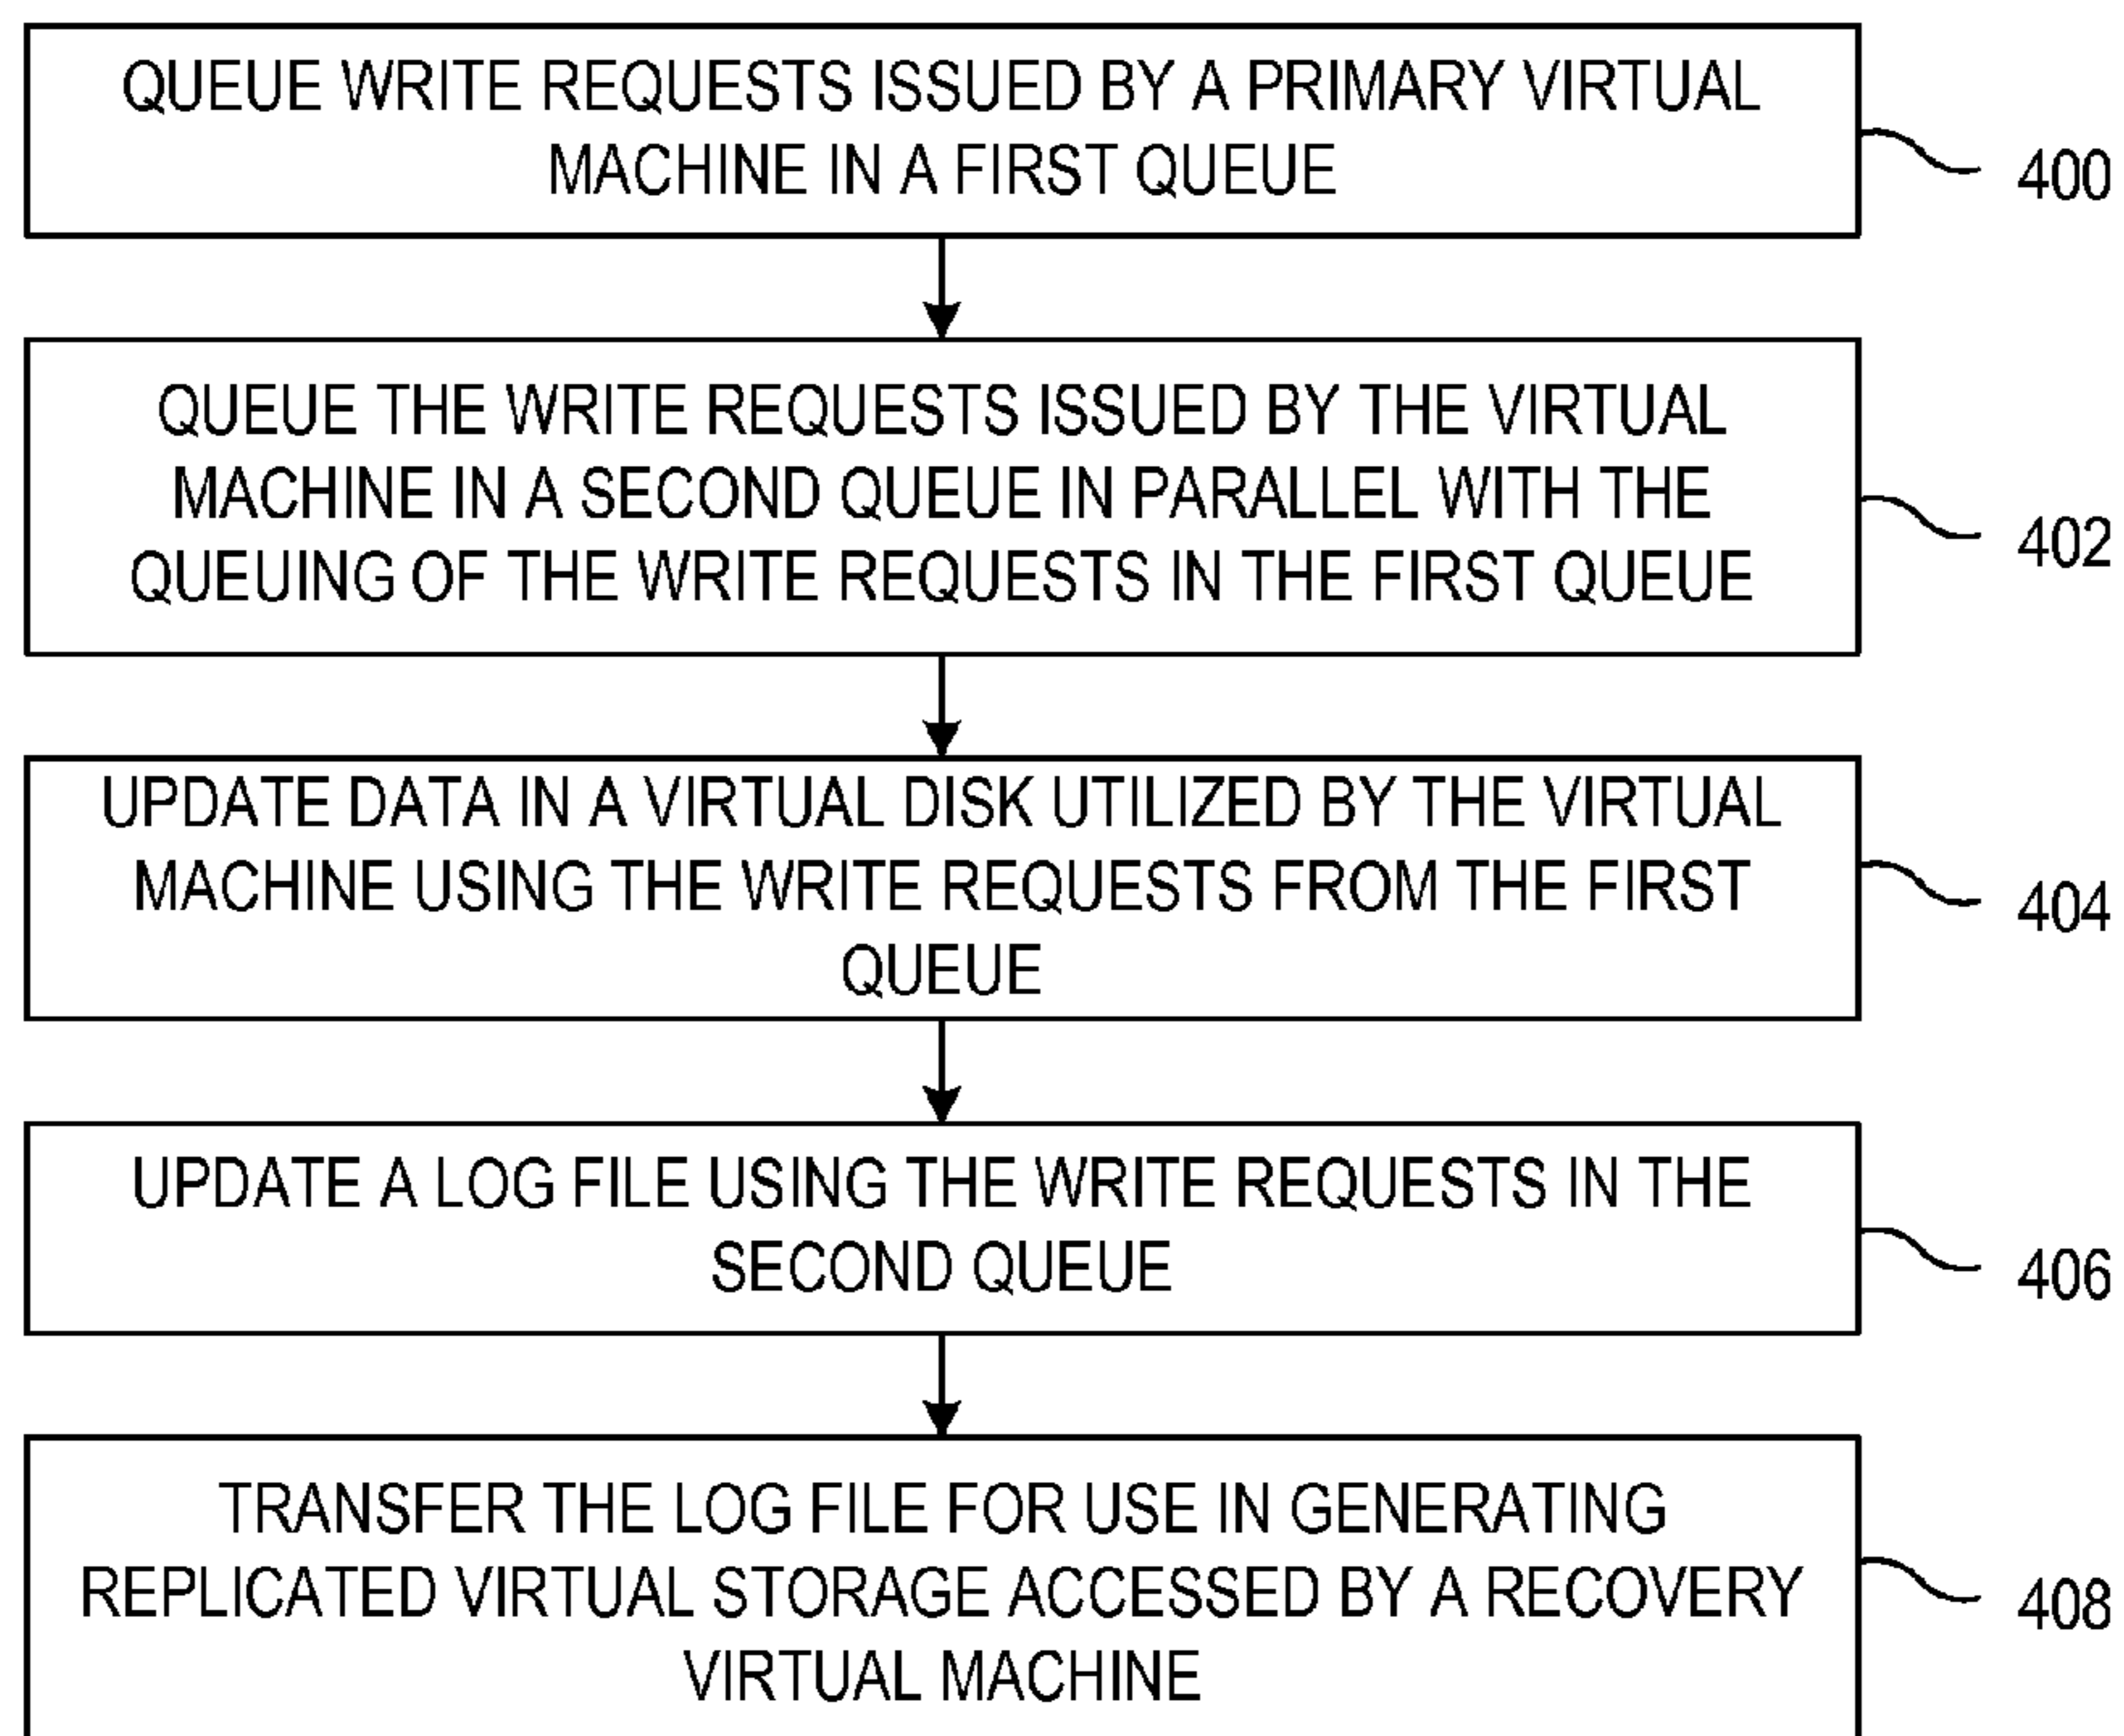 QUEUE WRITE REQUESTS ISSUED BY A PRIMARY VIRTUAL
MACHINE IN A FIRST QUEUE
400
QUEUE THE WRITE REQUESTS ISSUED BY THE VIRTUAL
MACHINE IN A SECOND QUEUE IN PARALLEL WITH THE
QUEUING OF THE WRITE REQUESTS IN THE FIRST QUEUE
402
UPDATE DATA IN A VIRTUAL DISK UTILIZED BY THE VIRTUAL
MACHINE USING THE WRITE REQUESTS FROM THE FIRST
QUEUE
404
UPDATE A LOG FILE USING THE WRITE REQUESTS IN THE
SECOND QUEUE
406
TRANSFER THE LOG FILE FOR USE IN GENERATING
REPLICATED VIRTUAL STORAGE ACCESSED BY A RECOVERY
VIRTUAL MACHINE
408